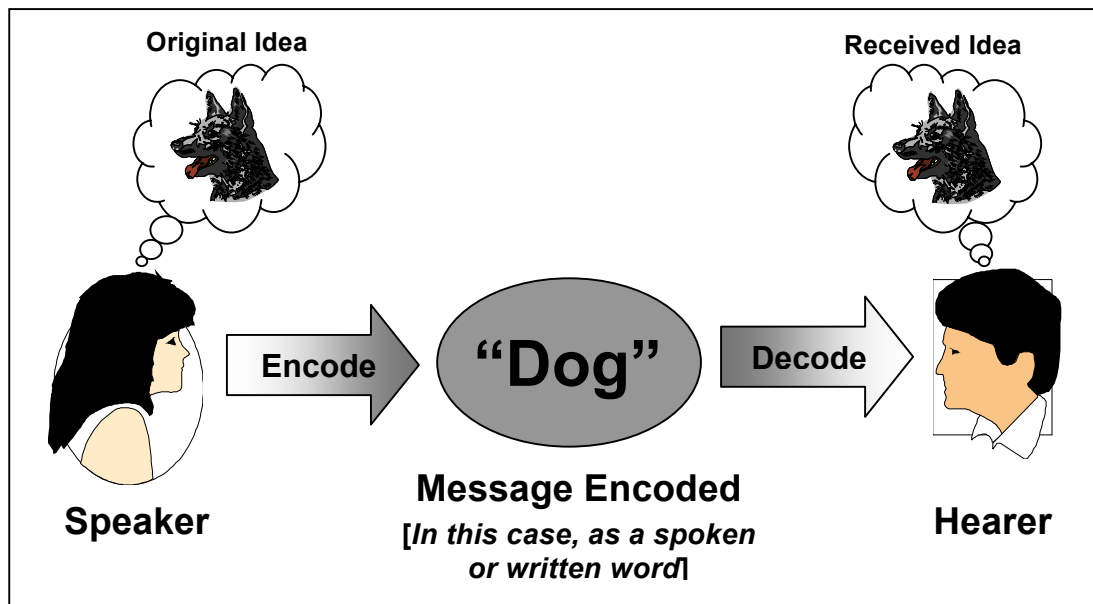 Original Idea
Received Idea
Encode
“Dog”
Decode
Message Encoded
[In this case, as a spoken
or written word]
Speaker
Hearer